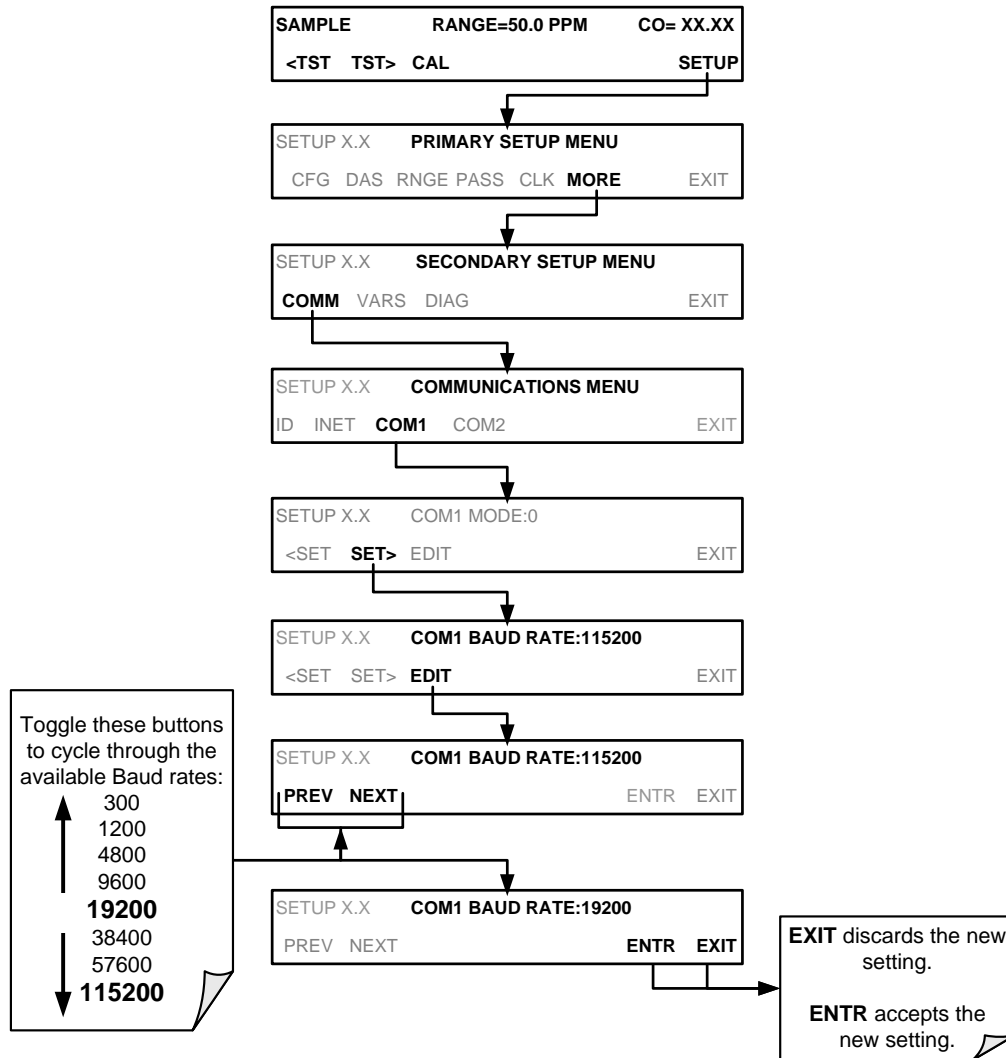 SAMPLE RANGE=50.0 PPM CO= XX.XX
<TST TST> CAL SETUP
SETUP X.X PRIMARY SETUP MENU
CFG DAS RNGE PASS CLK MORE EXIT
SETUP X.X SECONDARY SETUP MENU
COMM VARS DIAG EXIT
SETUP X.X COMMUNICATIONS MENU
ID INET COM1 COM2 EXIT
SETUP X.X COM1 MODE:0
<SET SET> EDIT EXIT
SETUP X.X COM1 BAUD RATE:115200
<SET SET> EDIT EXIT
SETUP X.X COM1 BAUD RATE:115200
PREV NEXT ENTR EXIT
Toggle these buttons
to cycle through the
available Baud rates:
300
1200
4800
9600
19200
38400
57600
115200
SETUP X.X COM1 BAUD RATE:19200
PREV NEXT ENTR EXIT
EXIT discards the new
setting.
ENTR accepts the
new setting.